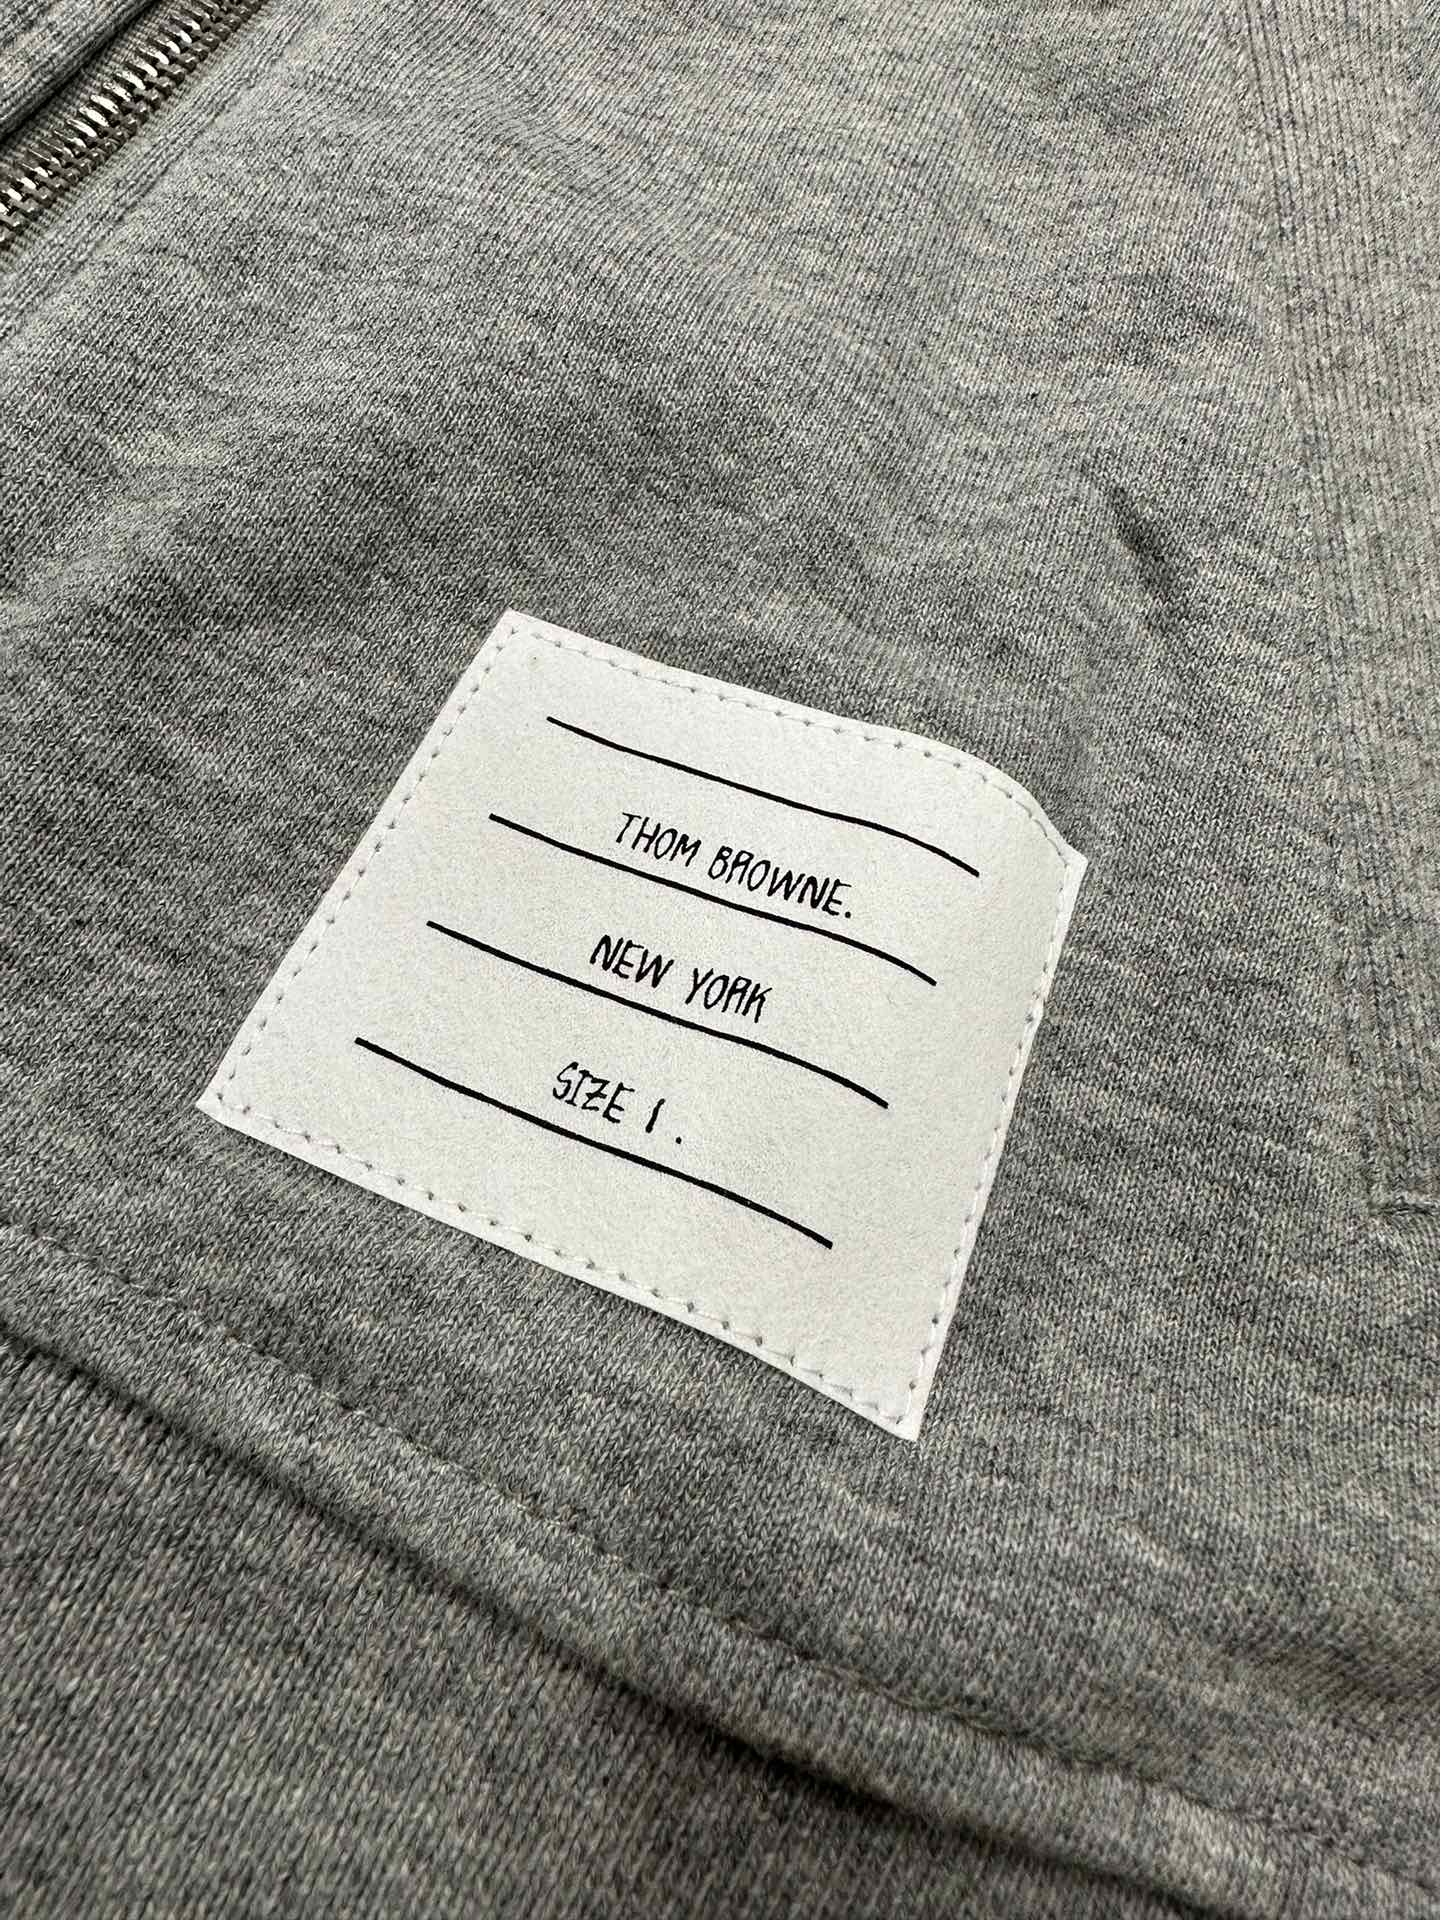 THOM BROWNE.
NEW YORK
SIZE 1.